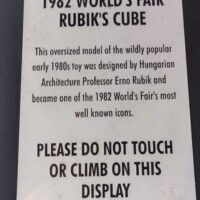 1982 WORLD'S FAIR
RUBIK'S CUBE
This oversized model of the wildly popular
early 1980s toy was designed by Hungarian
Architecture Professor Erno Rubik and
became one of the 1982 World's Fair's most
well known icons.
PLEASE DO NOT TOUCH
OR CLIMB ON THIS
DISPLAY